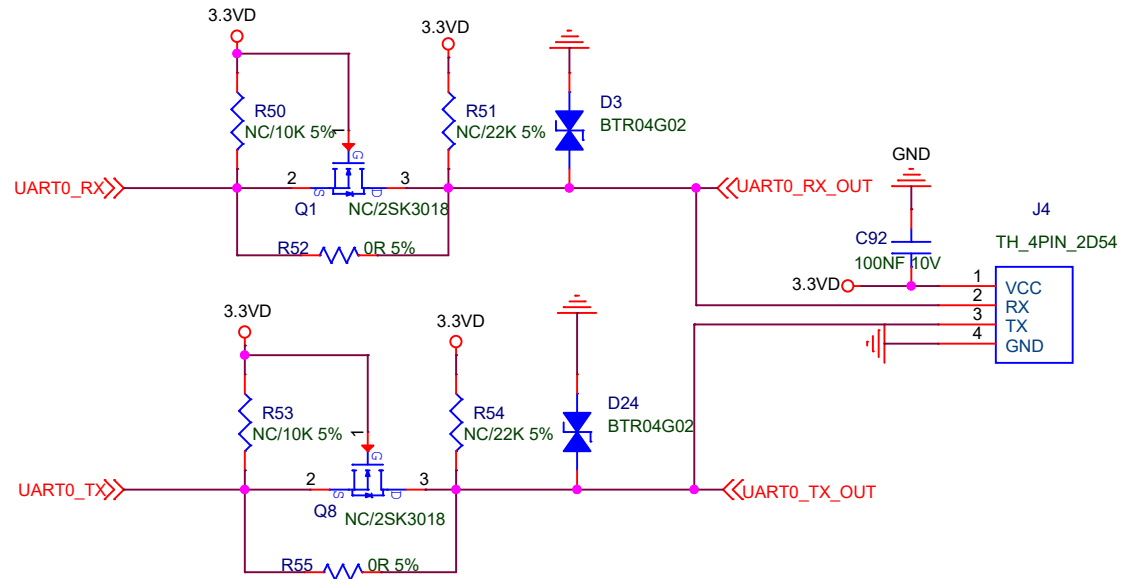 3.3VD
3.3VD
R50
NC/10K 5%
1
G
S
D
2
3
Q1
NC/2SK3018
R51
NC/22K 5%
D3
BTR04G02
UART0_RX
UART0_RX_OUT
R52
0R 5%
GND
C92
100NF 10V
3.3VD
J4
TH_4PIN_2D54
1
VCC
2
RX
3
TX
4
GND
3.3VD
3.3VD
R53
NC/10K 5%
1
G
S
D
2
3
Q8
NC/2SK3018
R54
NC/22K 5%
D24
BTR04G02
UART0_TX
UART0_TX_OUT
R55
0R 5%